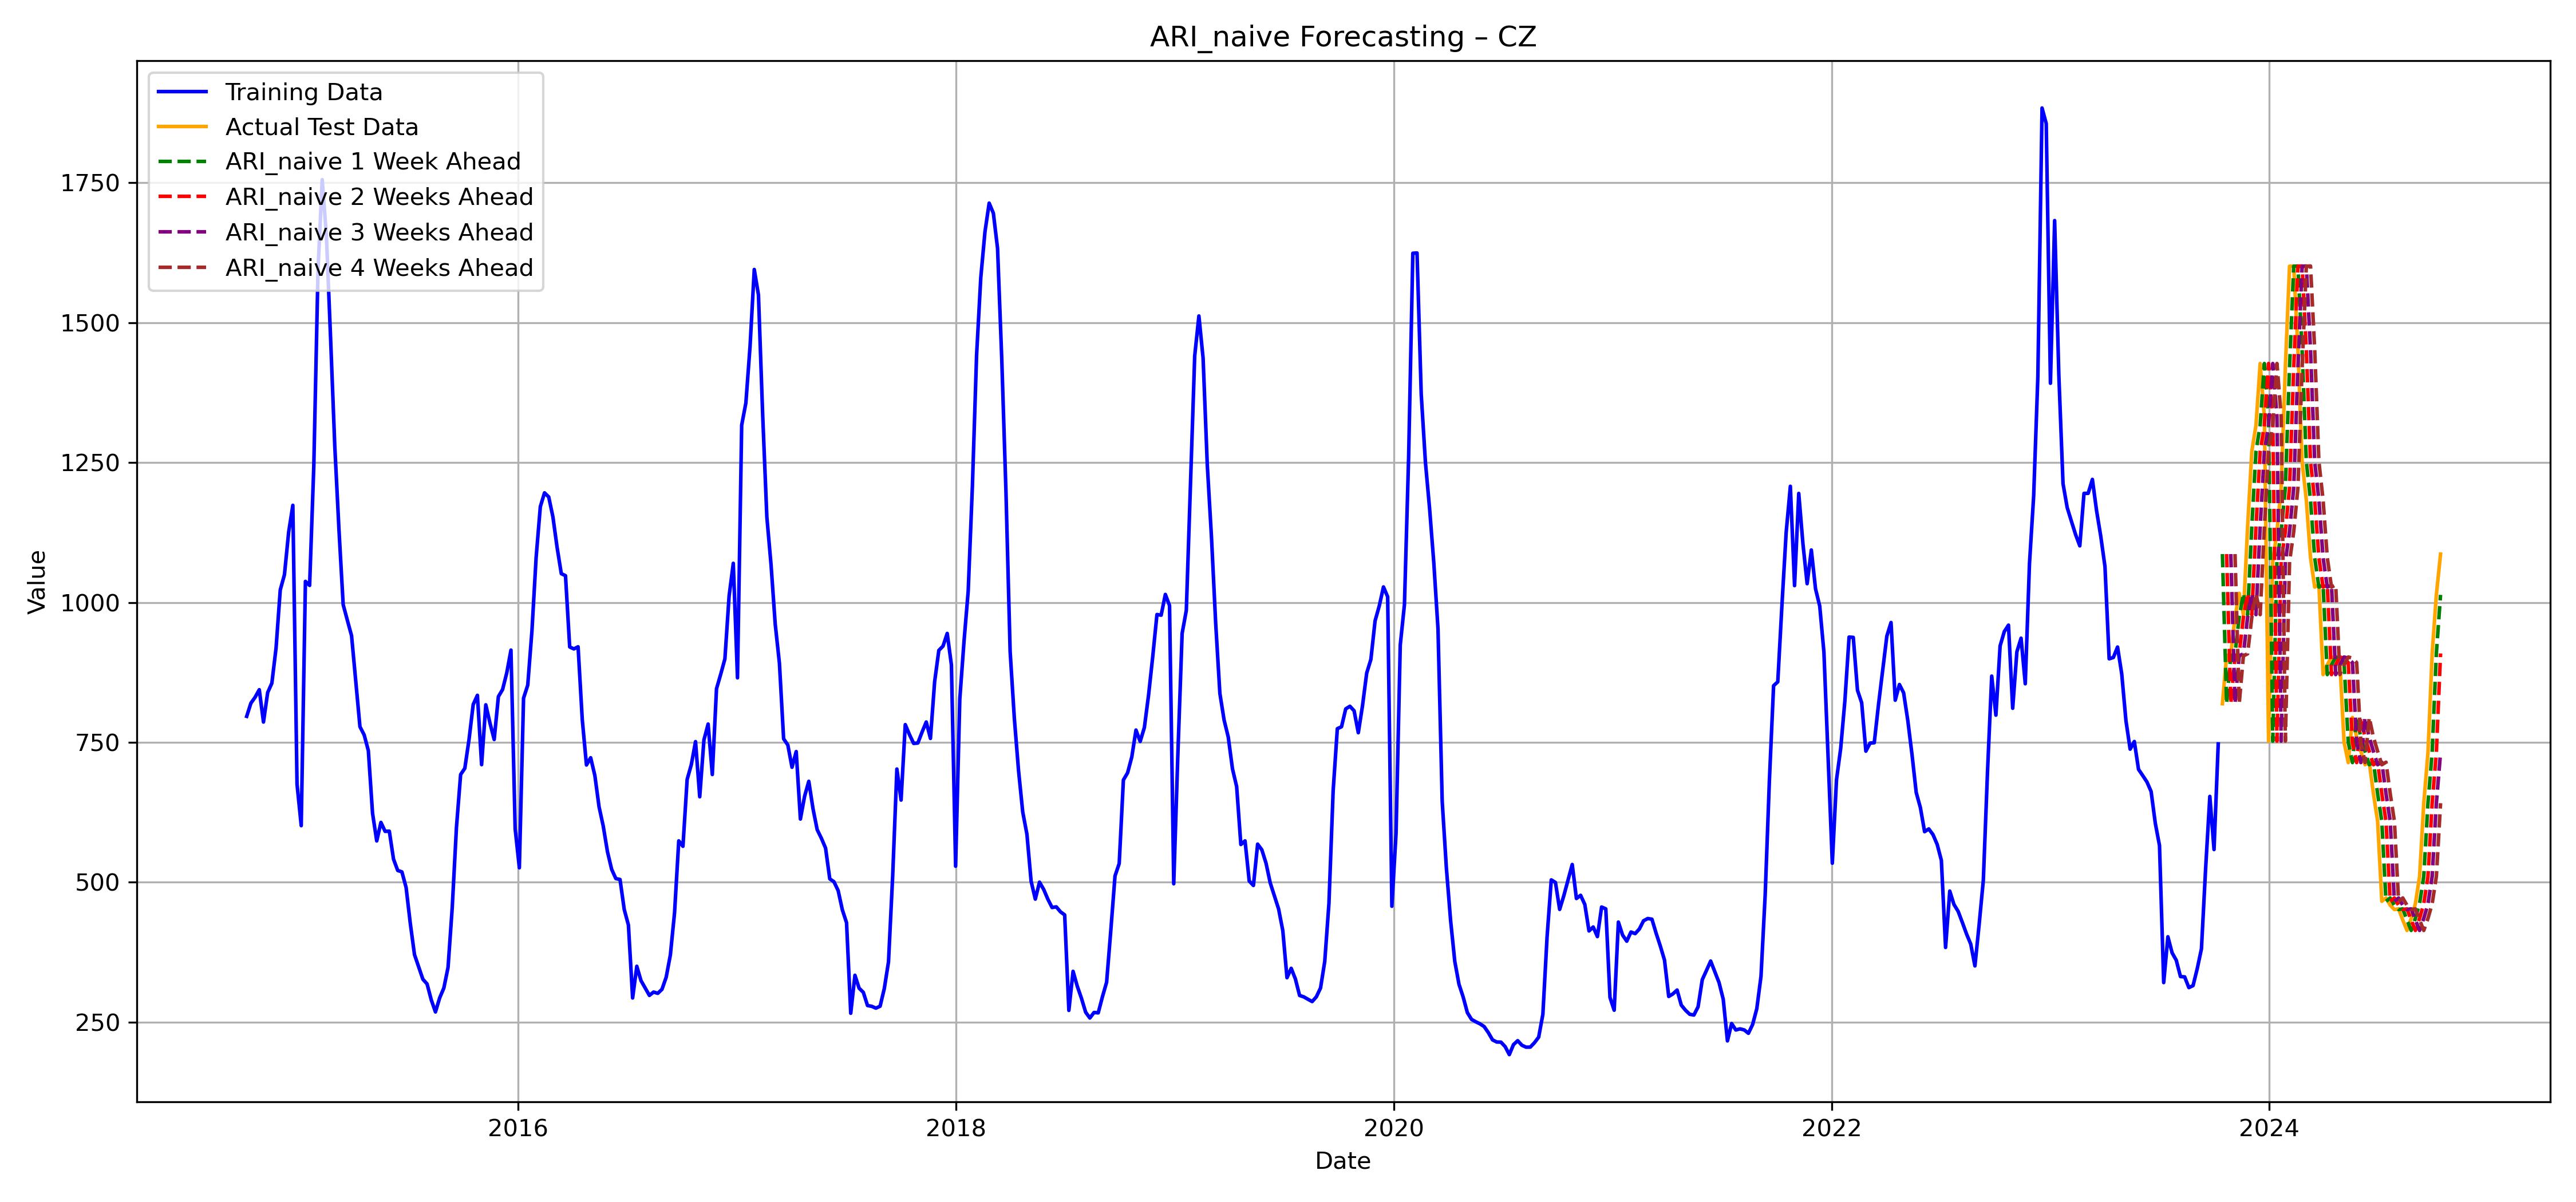 ARI_naive Forecasting – CZ
Training Data
Actual Test Data
ARI_naive 1 Week Ahead
ARI_naive 2 Weeks Ahead
ARI_naive 3 Weeks Ahead
ARI_naive 4 Weeks Ahead
Value
1750
1500
1250
1000
750
500
250
2016
2018
2020
2022
2024
Date